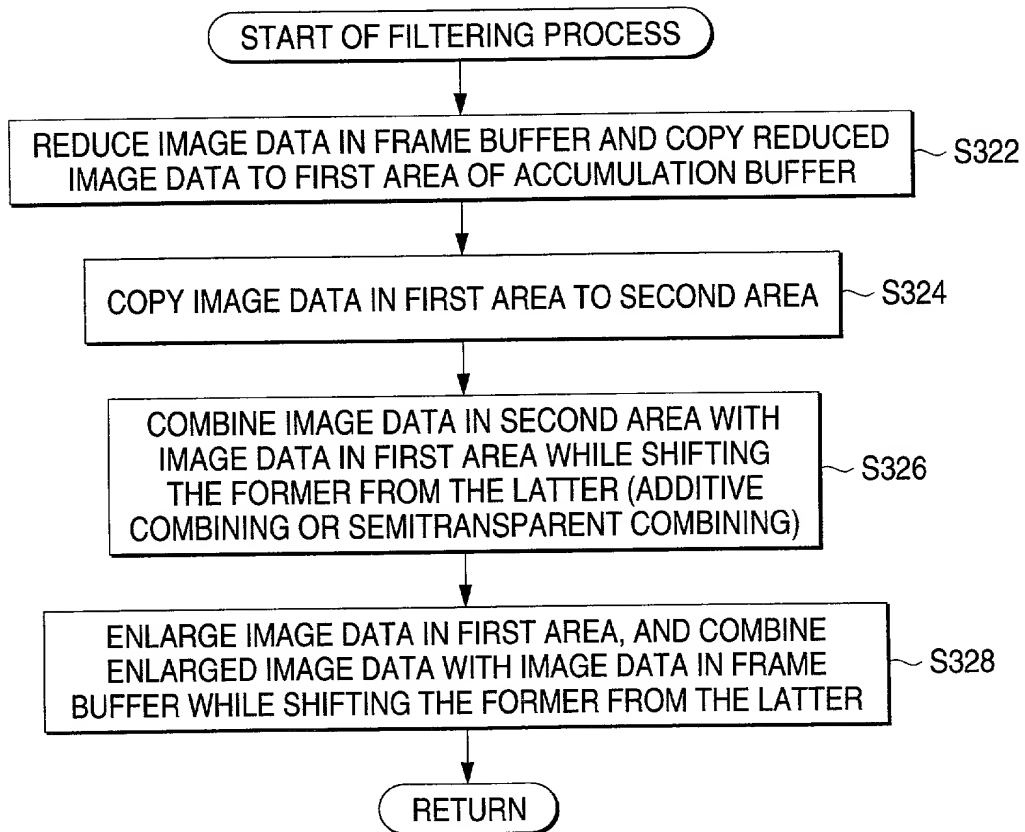 START OF FILTERING PROCESS
REDUCE IMAGE DATA IN FRAME BUFFER AND COPY REDUCED
IMAGE DATA TO FIRST AREA OF ACCUMULATION BUFFER
S322
COPY IMAGE DATA IN FIRST AREA TO SECOND AREA
S324
COMBINE IMAGE DATA IN SECOND AREA WITH
IMAGE DATA IN FIRST AREA WHILE SHIFTING
THE FORMER FROM THE LATTER (ADDITIVE
COMBINING OR SEMITRANSPARENT COMBINING)
S326
ENLARGE IMAGE DATA IN FIRST AREA, AND COMBINE
ENLARGED IMAGE DATA WITH IMAGE DATA IN FRAME
BUFFER WHILE SHIFTING THE FORMER FROM THE LATTER
S328
RETURN